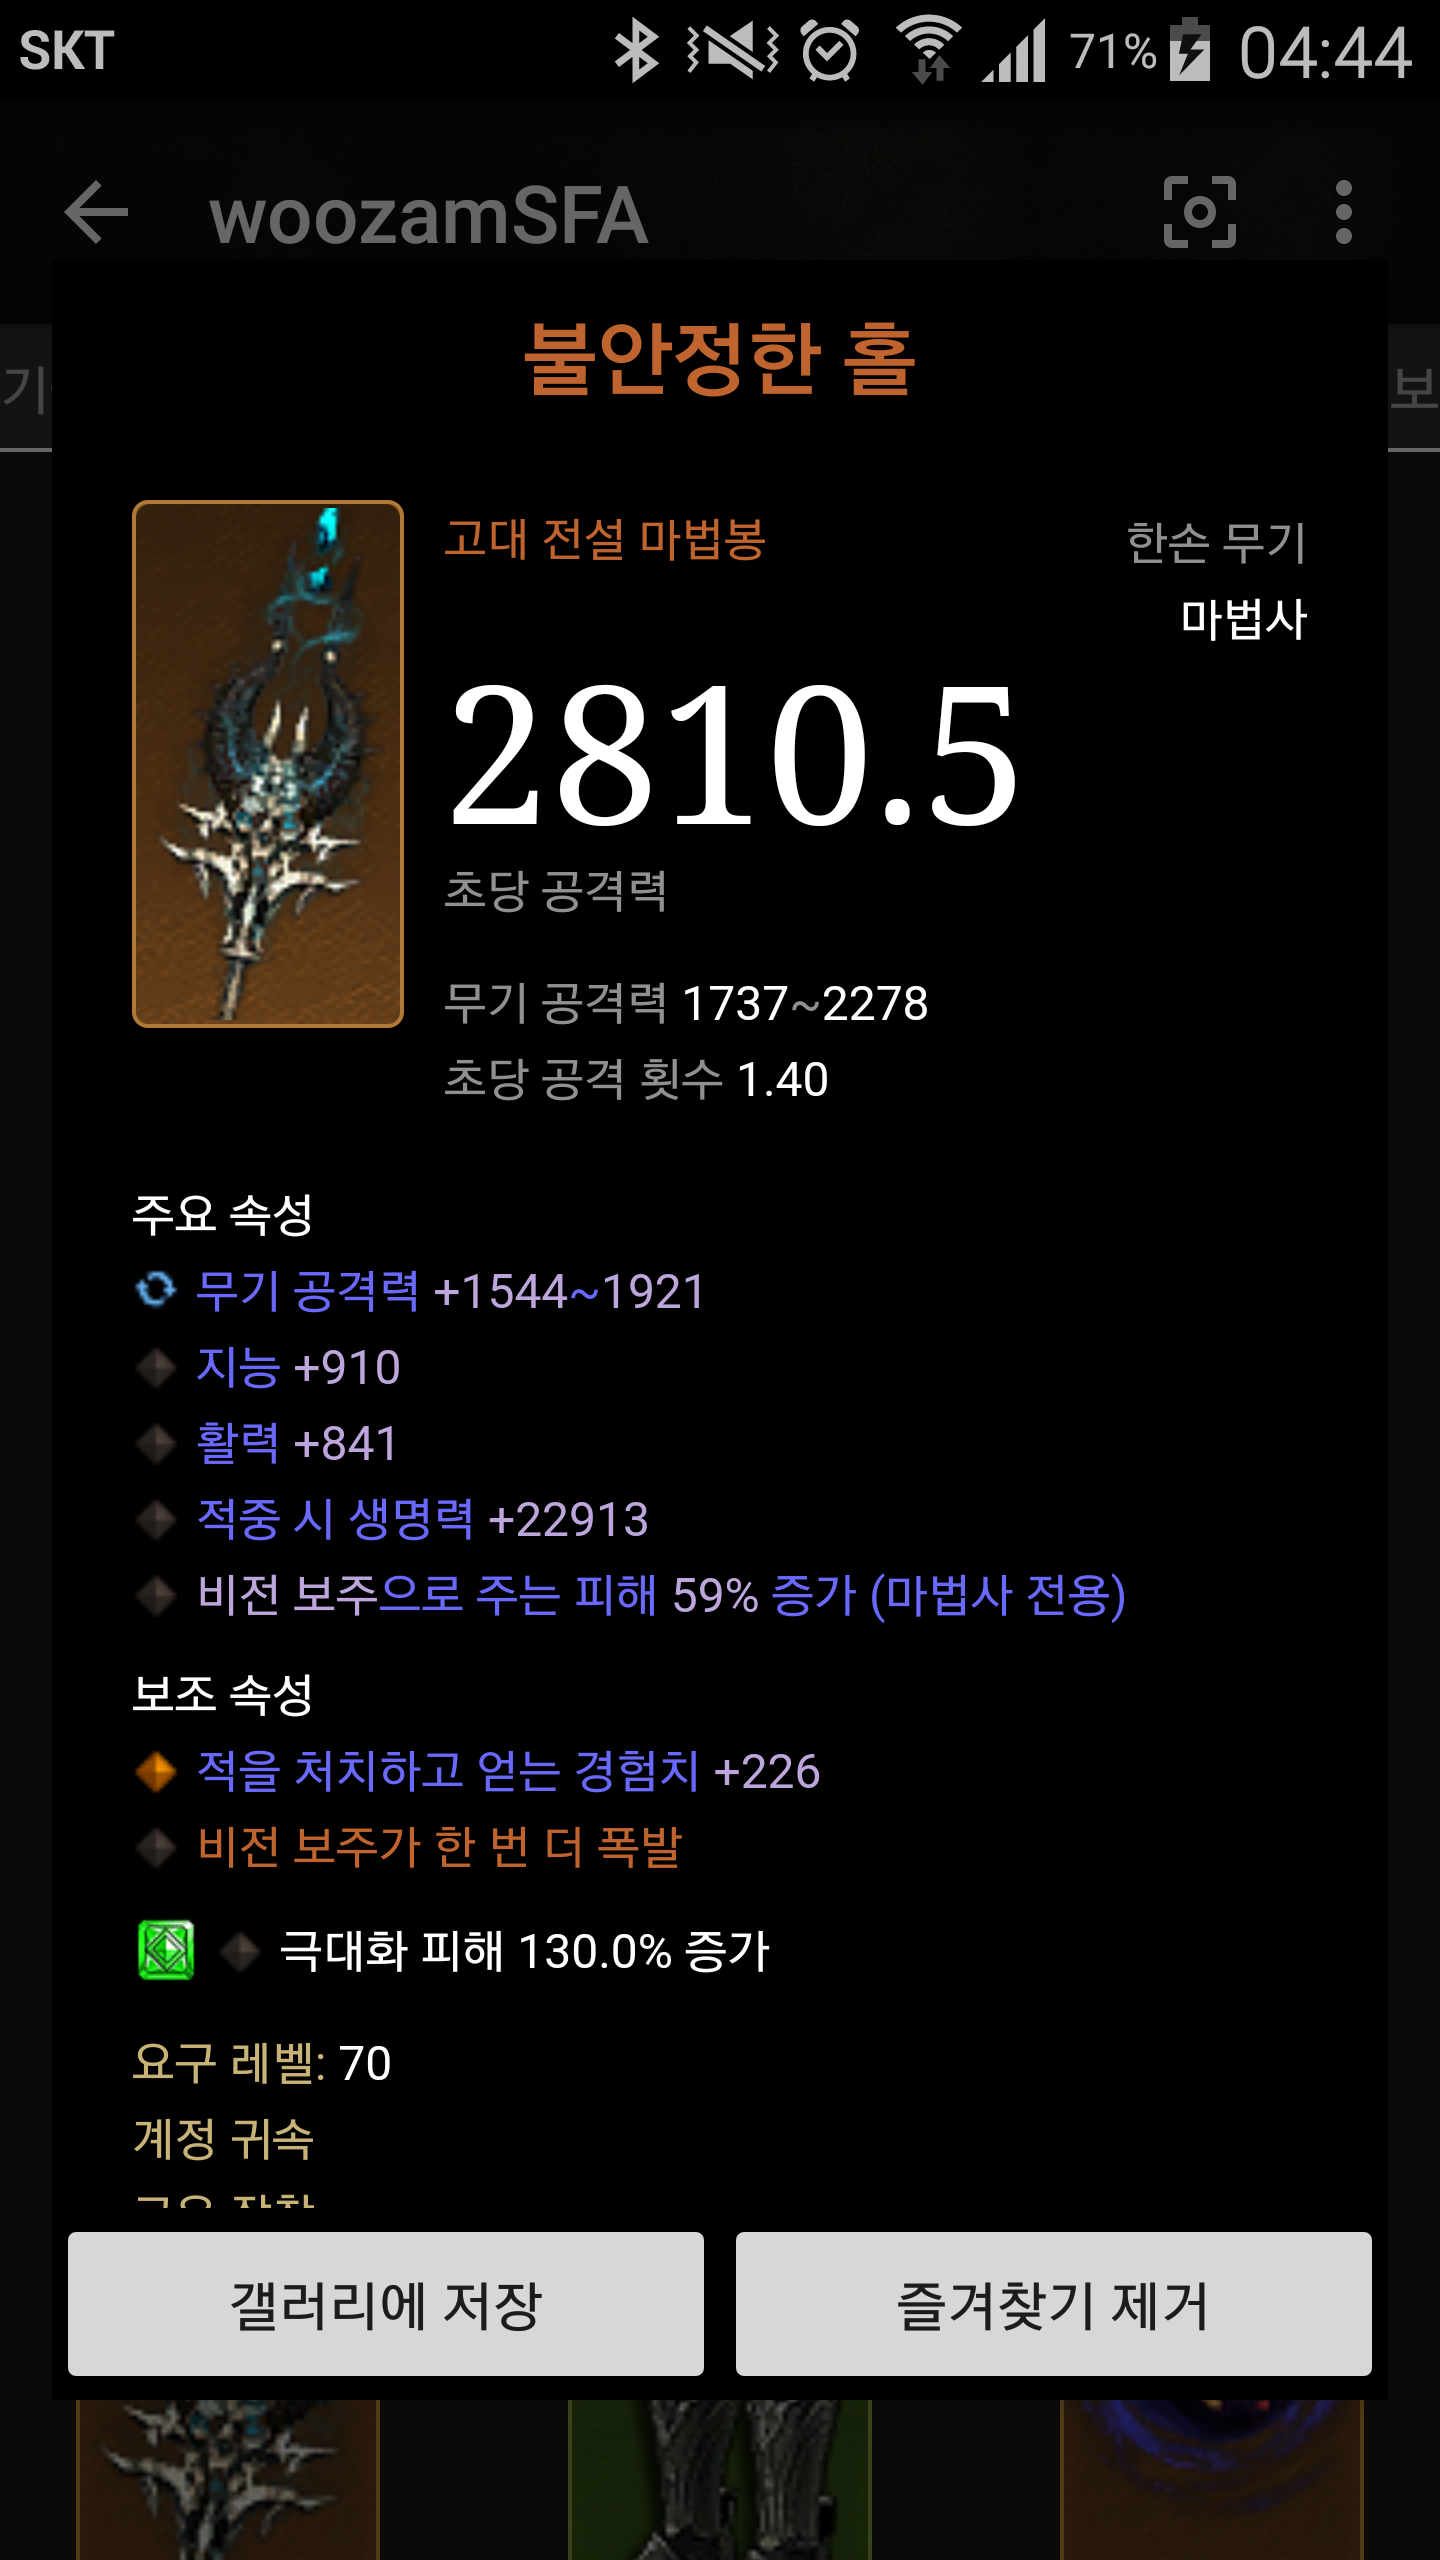 SKT 71% 04:44
woozamSFA
불안정한 홀
고대 전설 마법봉
한손 무기
마법사
2810.5
초당 공격력
무기 공격력 1737~2278
초당 공격 횟수 1.40
주요 속성
무기 공격력 +1544~1921
지능 +910
활력 +841
적중 시 생명력 +22913
비전 보주으로 주는 피해 59% 증가 (마법사 전용)
보조 속성
적을 처치하고 얻는 경험치 +226
비전 보주가 한 번 더 폭발
극대화 피해 130.0% 증가
요구 레벨: 70
계정 귀속
갤러리에 저장
즐겨찾기 제거